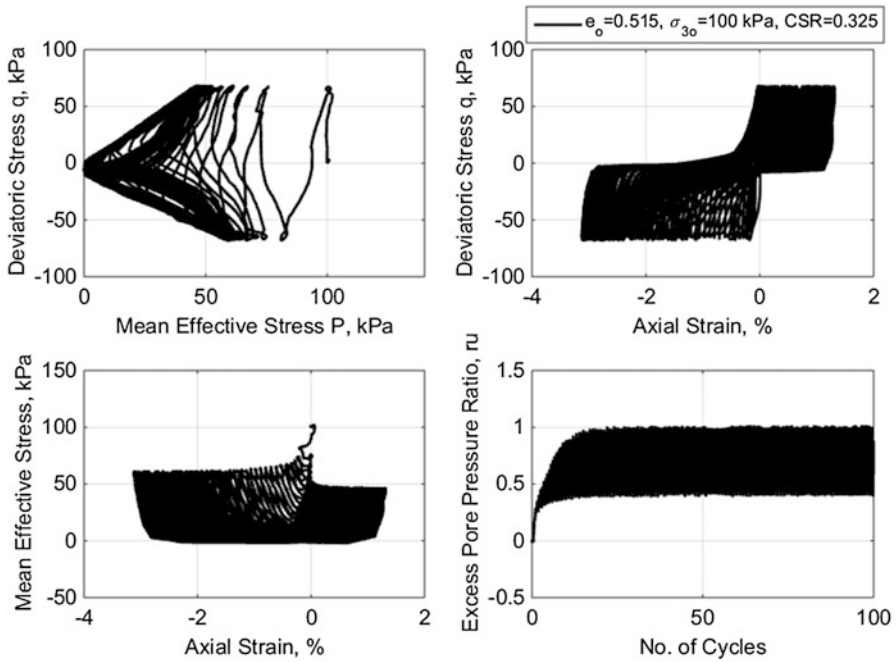 e_o=0.515, σ_3o=100 kPa, CSR=0.325
Deviatoric Stress q, kPa
100
50
0
-50
-100
0 50 100
Mean Effective Stress P, kPa
Deviatoric Stress q, kPa
100
50
0
-50
-100
-4 -2 0 2
Axial Strain, %
Mean Effective Stress, kPa
150
100
50
0
-50
-4 -2 0 2
Axial Strain, %
Excess Pore Pressure Ratio, ru
1.5
1
0.5
0
-0.5
0 50 100
No. of Cycles